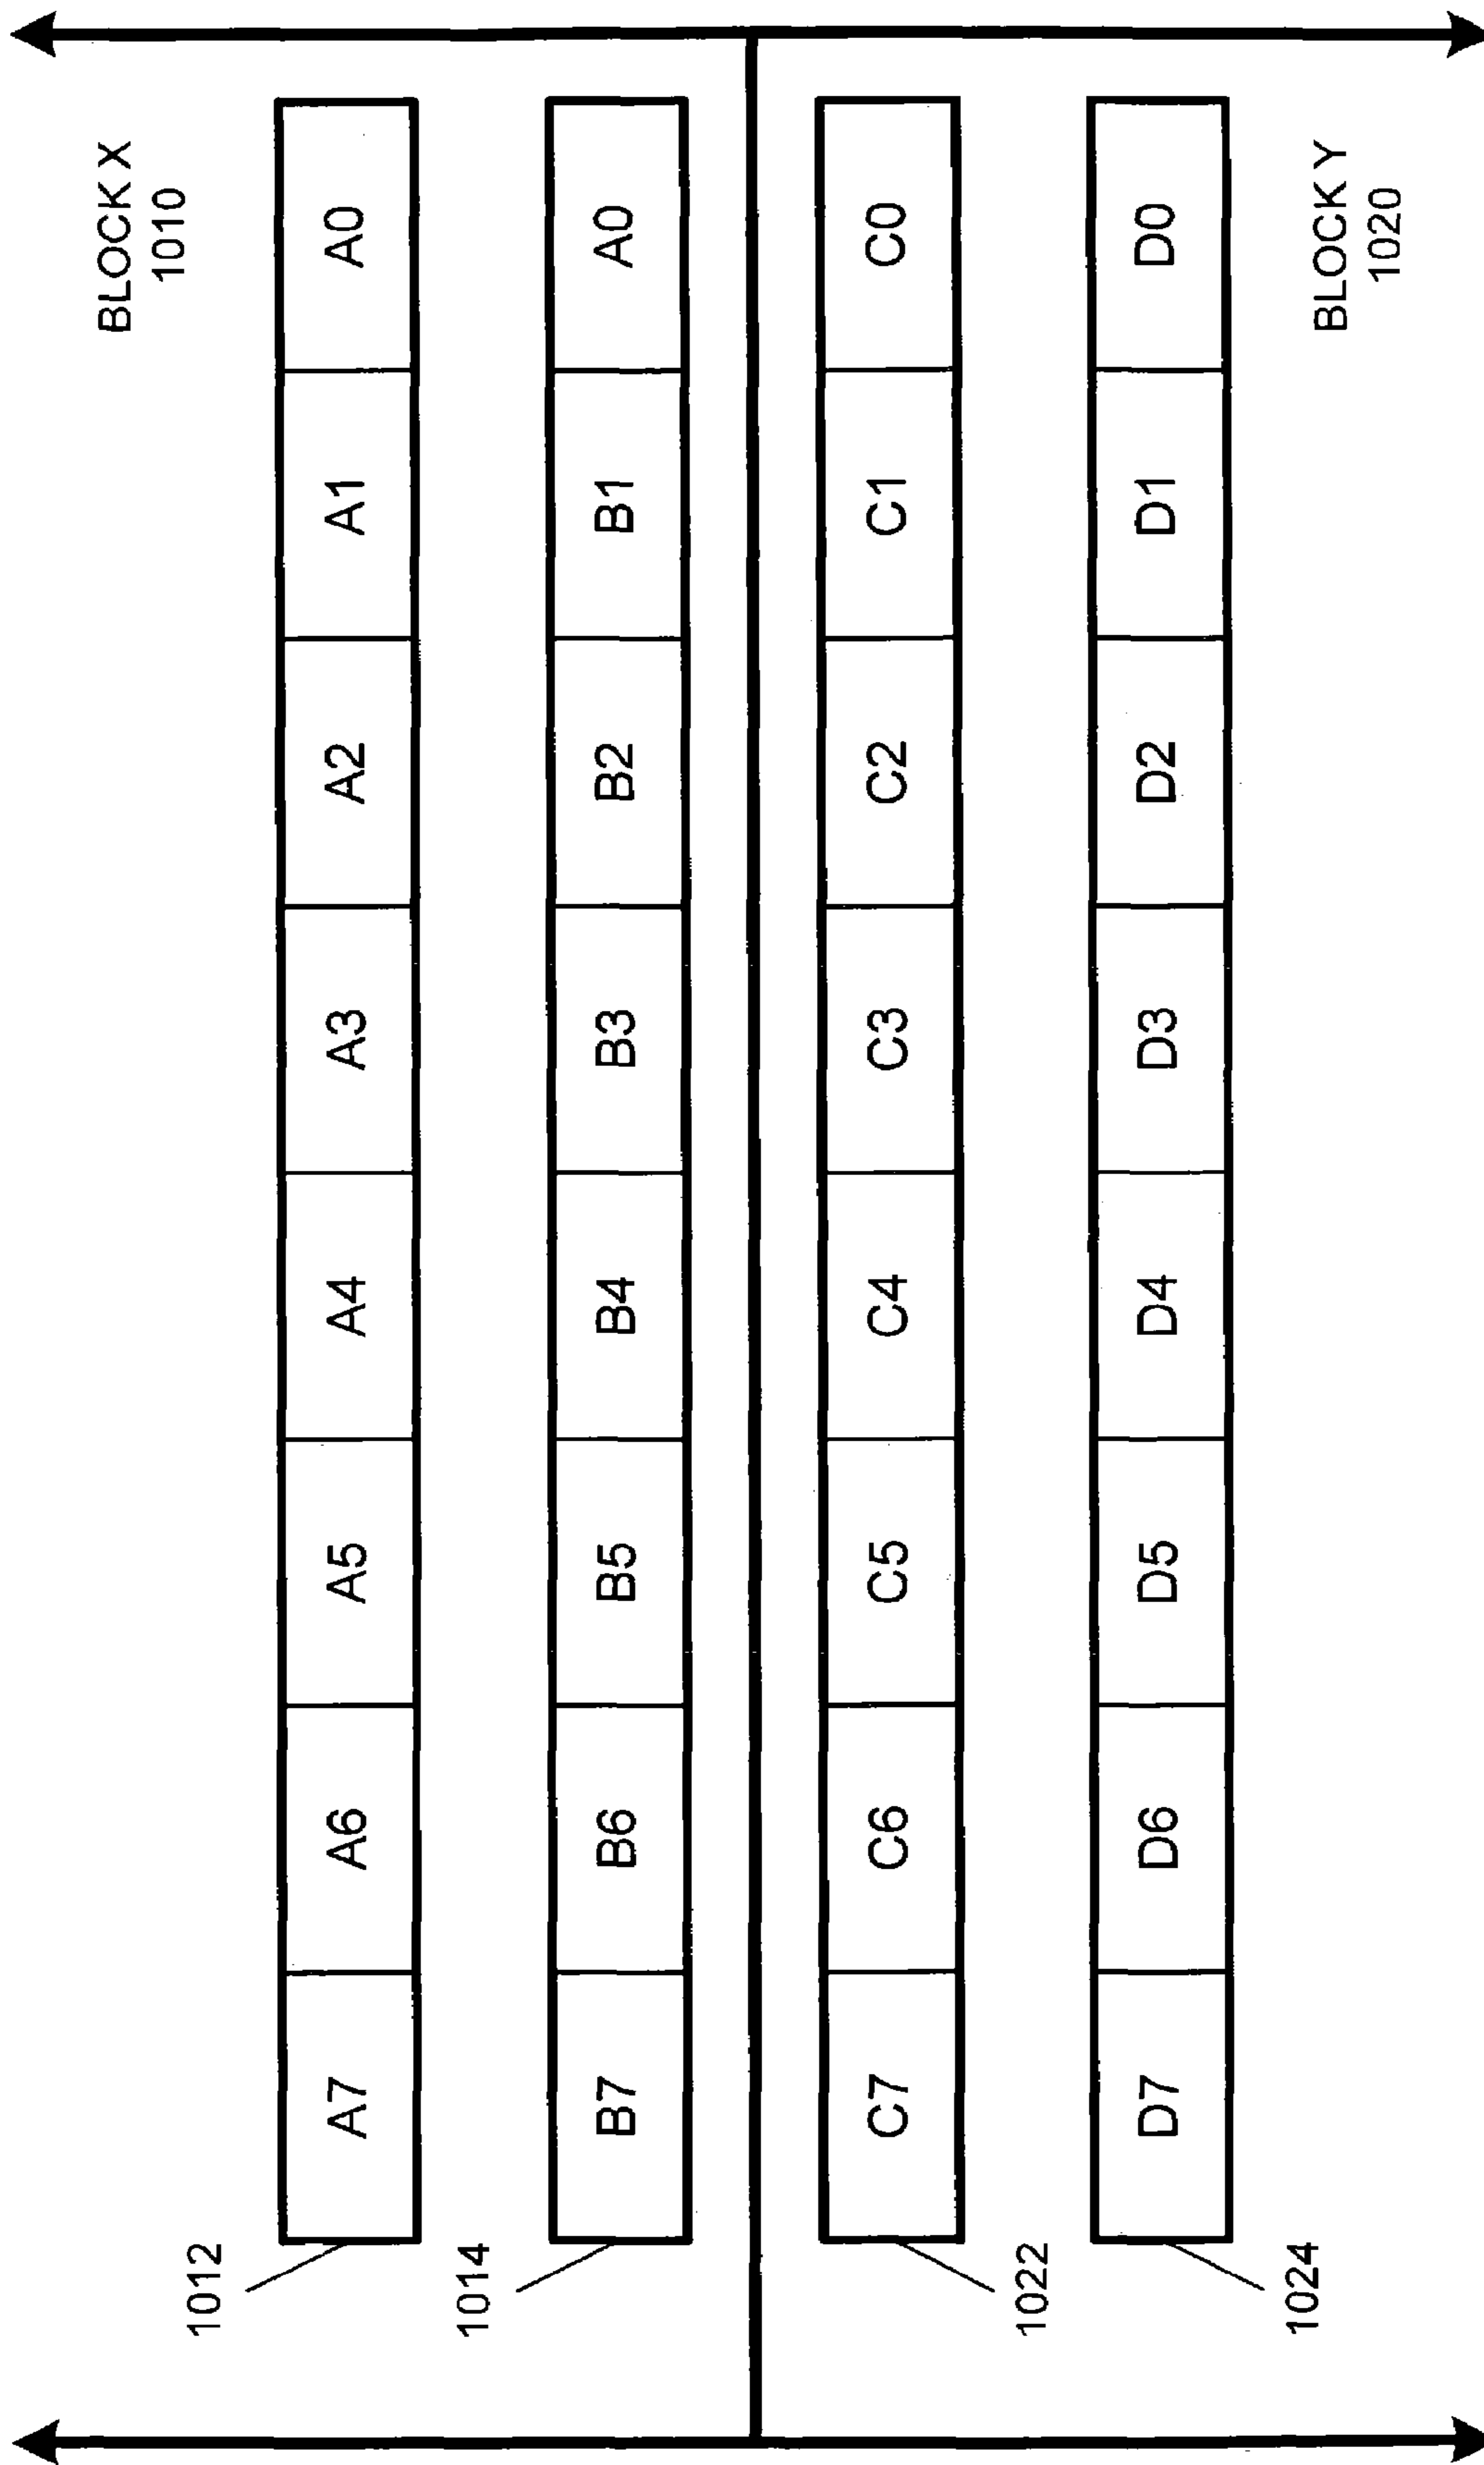 BLOCK X
1010
1012
A7 A6 A5 A4 A3 A2 A1 A0
1014
B7 B6 B5 B4 B3 B2 B1 A0
C7 C6 C5 C4 C3 C2 C1 C0
1022
D7 D6 D5 D4 D3 D2 D1 D0
1024
BLOCK Y
1020